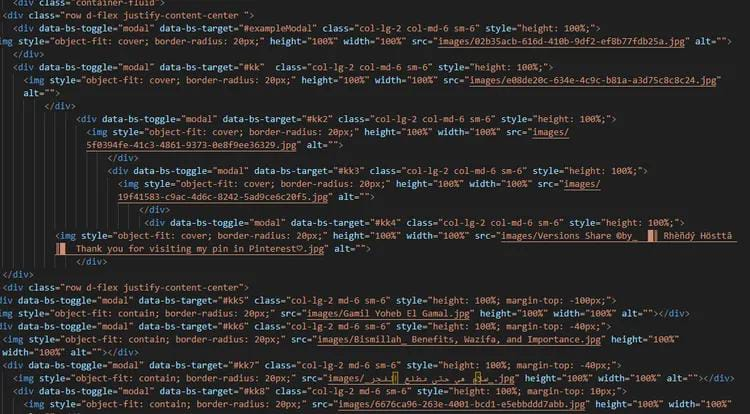 class="container-fluid">
<div class="row d-flex justify-content-center ">
<div data-bs-toggle="modal" data-bs-target="#exampleModal" class="col-lg-2 col-md-6 sm-6" style="height: 100%;">
img style="object-fit: cover; border-radius: 20px;" height="100%" width="100%" src="images/02b35acb-616d-410b-9df2-ef8b77fdb25a.jpg" alt="">
</div>
<div data-bs-toggle="modal" data-bs-target="#kk"  class="col-lg-2 col-md-6 sm-6" style="height: 100%;">
<img style="object-fit: cover; border-radius: 20px;" height="100%" width="100%" src="images/e08de20c-634e-4c9c-b81a-a3d75c8c8c24.jpg"
alt="">
</div>
<div data-bs-toggle="modal" data-bs-target="#kk2" class="col-lg-2 col-md-6 sm-6" style="height: 100%;">
<img style="object-fit: cover; border-radius: 20px;" height="100%" width="100%" src="images/
5f0394fe-41c3-4861-9373-0e8f9ee36329.jpg" alt="">
</div>
<div data-bs-toggle="modal" data-bs-target="#kk3" class="col-lg-2 col-md-6 sm-6" style="height: 100%;">
<img style="object-fit: cover; border-radius: 20px;" height="100%" width="100%" src="images/
19f41583-c9ac-4d6c-8242-5ad9ce6c20f5.jpg" alt="">
</div>
<div data-bs-toggle="modal" data-bs-target="#kk4" class="col-lg-2 col-md-6 sm-6" style="height: 100%;">
<img style="object-fit: cover; border-radius: 20px;" height="100%" width="100%" src="images/Versions Share ©by_ Rhëñdý Hösttâ
Thank you for visiting my pin in Pinterest♡.jpg" alt="">
</div>
</div>
<div class="row d-flex justify-content-center">
div data-bs-toggle="modal" data-bs-target="#kk5" class="col-lg-2 md-6 sm-6" style="height: 100%; margin-top: -100px;">
img style="object-fit: contain; border-radius: 20px;" src="images/Gamil Yoheb El Gamal.jpg" height="100%" width="100%" alt=""></div>
div data-bs-toggle="modal" data-bs-target="#kk6" class="col-lg-2 md-6 sm-6" style="height: 100%; margin-top: -40px;">
img style="object-fit: contain; border-radius: 20px;" src="images/Bismillah_ Benefits, Wazifa, and Importance.jpg" height="100%"
width="100%" alt=""></div>
<div data-bs-toggle="modal" data-bs-target="#kk7" class="col-lg-2 md-6 sm-6" style="height: 100%; margin-top: -40px;">
<img style="object-fit: contain; border-radius: 20px;" src="images/_سلام هي حتى مطلع الفجر_.jpg" height="100%" width="100%" alt=""></div>
<div data-bs-toggle="modal" data-bs-target="#kk8" class="col-lg-2 md-6 sm-6" style="height: 100%; margin-top: 10px;">
<img style="object-fit: contain; border-radius: 20px;" src="images/6676ca96-263e-4001-bcd1-e5ebbddd7abb.jpg" height="100%"